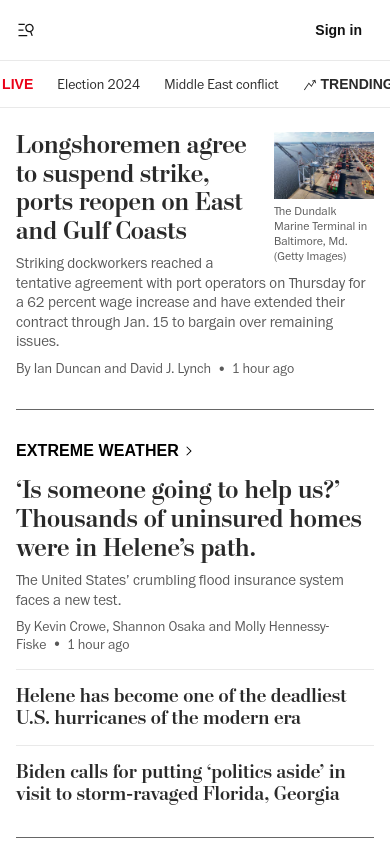 Sign in
LIVE Election 2024 Middle East conflict TRENDING
Longshoremen agree
to suspend strike,
ports reopen on East
and Gulf Coasts
The Dundalk
Marine Terminal in
Baltimore, Md.
(Getty Images)
Striking dockworkers reached a
tentative agreement with port operators on Thursday for
a 62 percent wage increase and have extended their
contract through Jan. 15 to bargain over remaining
issues.
By Ian Duncan and David J. Lynch • 1 hour ago
EXTREME WEATHER
‘Is someone going to help us?’
Thousands of uninsured homes
were in Helene’s path.
The United States’ crumbling flood insurance system
faces a new test.
By Kevin Crowe, Shannon Osaka and Molly Hennessy-
Fiske • 1 hour ago
Helene has become one of the deadliest
U.S. hurricanes of the modern era
Biden calls for putting ‘politics aside’ in
visit to storm-ravaged Florida, Georgia